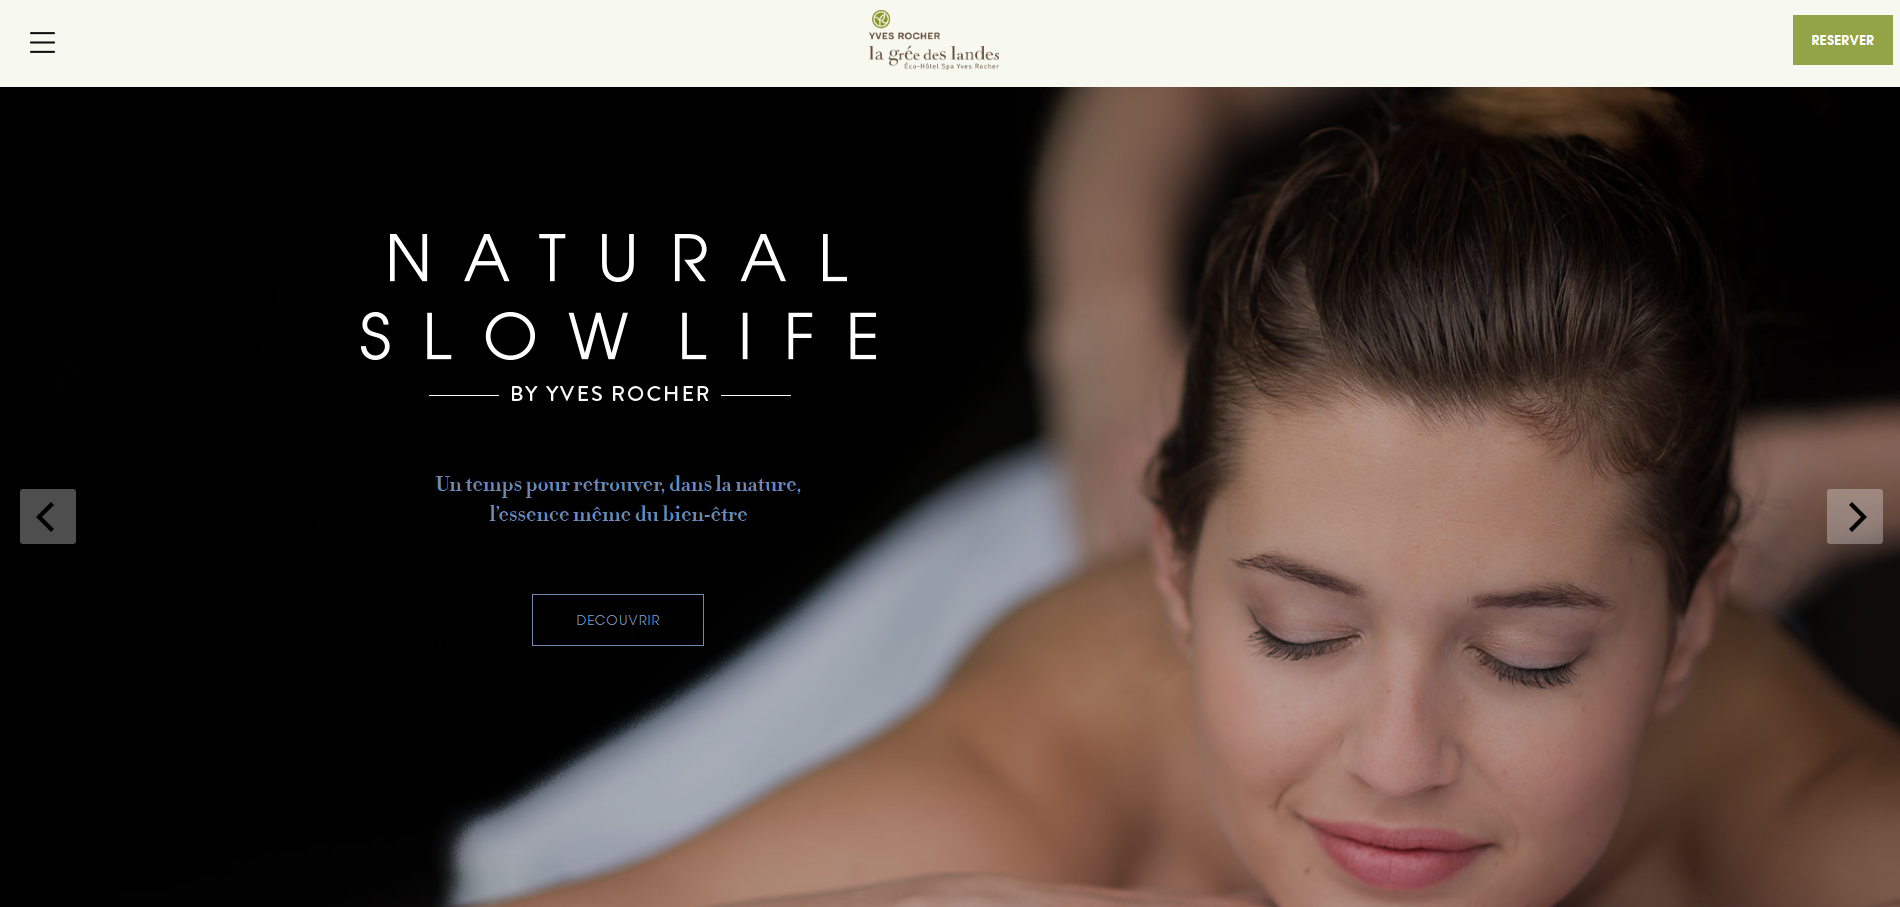 YVES ROCHER
la grée des landes
Éco-Hôtel Spa Yves Rocher
RESERVER
NATURAL
SLOW LIFE
BY YVES ROCHER
Un temps pour retrouver, dans la nature,
l'essence même du bien-être
DECOUVRIR